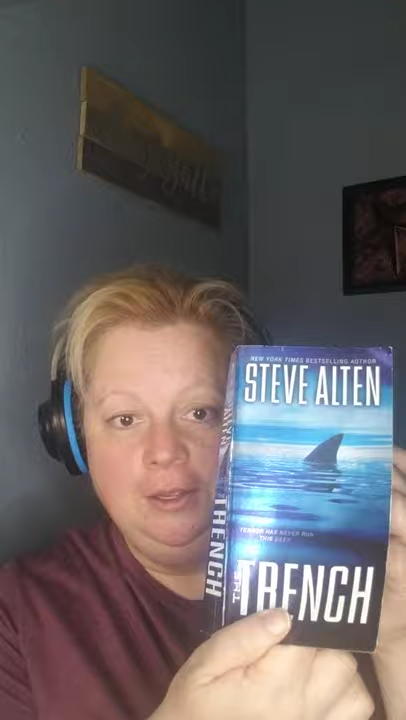 NEW YORK TIMES BESTSELLING AUTHOR
STEVE ALTEN
TERROR HAS NEVER RUN
THIS DEEP
THE
TRENCH
TRENCH